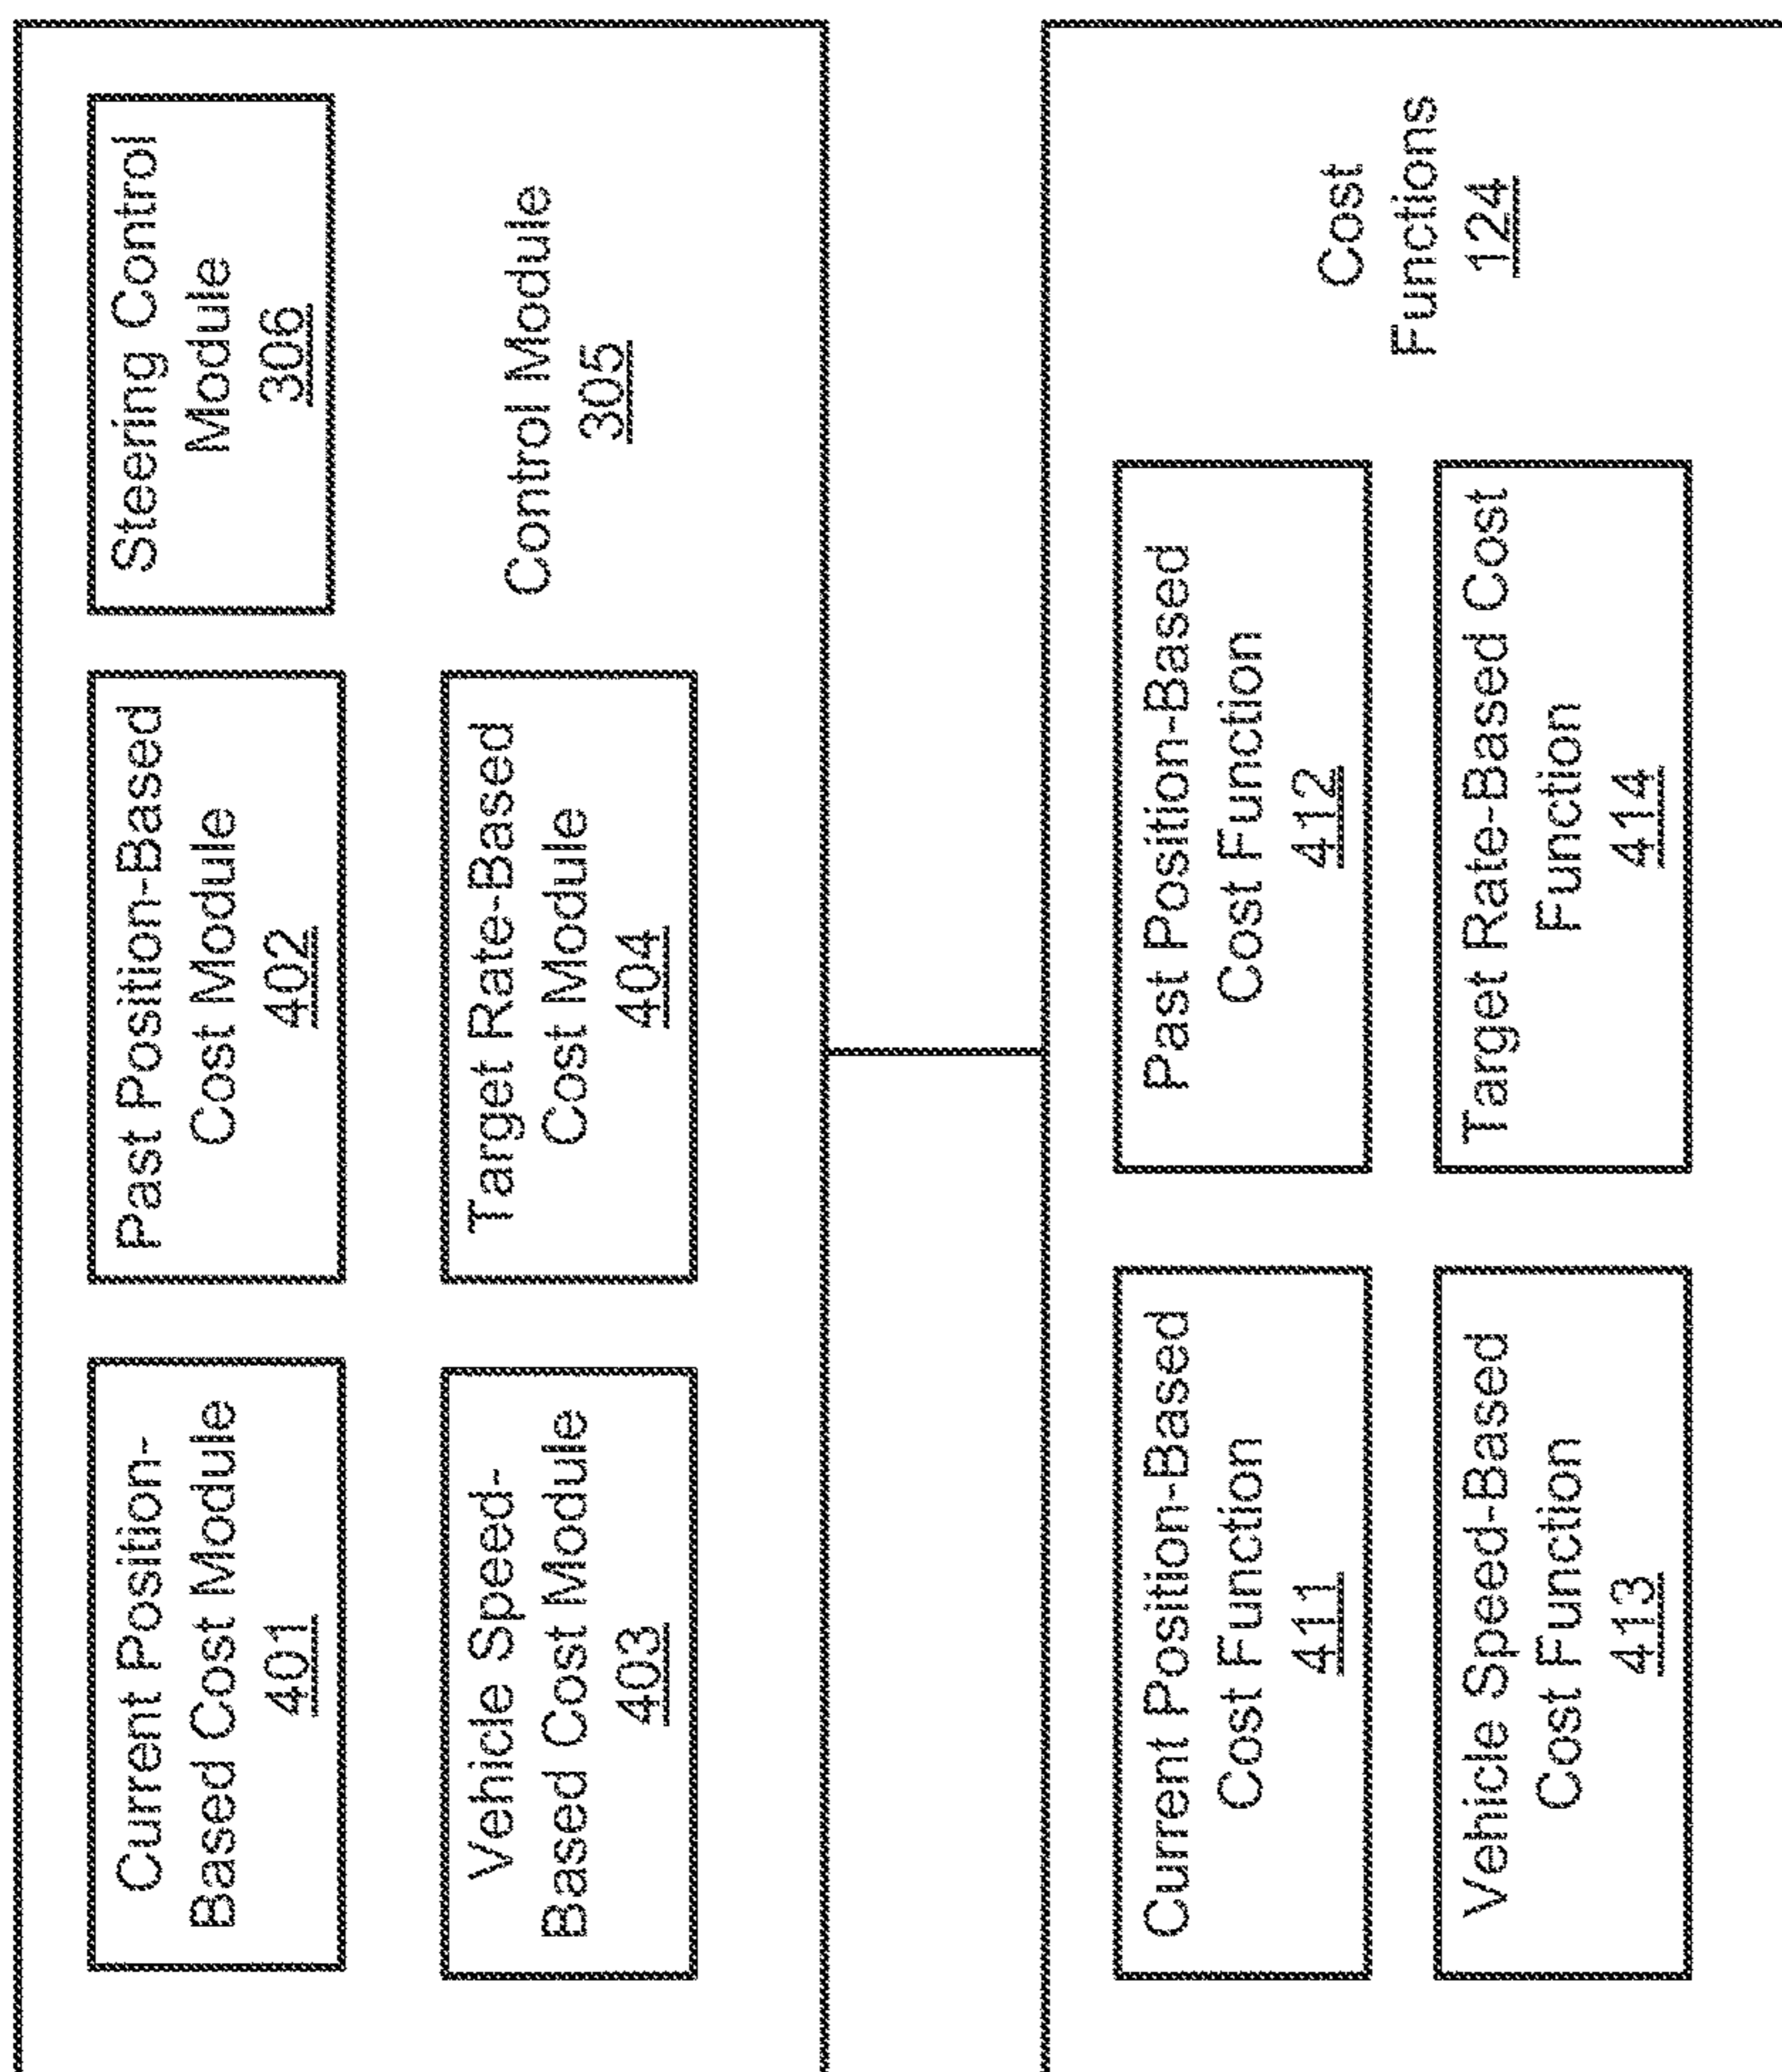 Current Position-
Based Cost Module
401
Past Position-Based
Cost Module
402
Steering Control
Module
306
Vehicle Speed-
Based Cost Module
403
Target Rate-Based
Cost Module
404
Control Module
305
Current Position-Based
Cost Function
411
Past Position-Based
Cost Function
412
Cost
Functions
124
Vehicle Speed-Based
Cost Function
413
Target Rate-Based Cost
Function
414